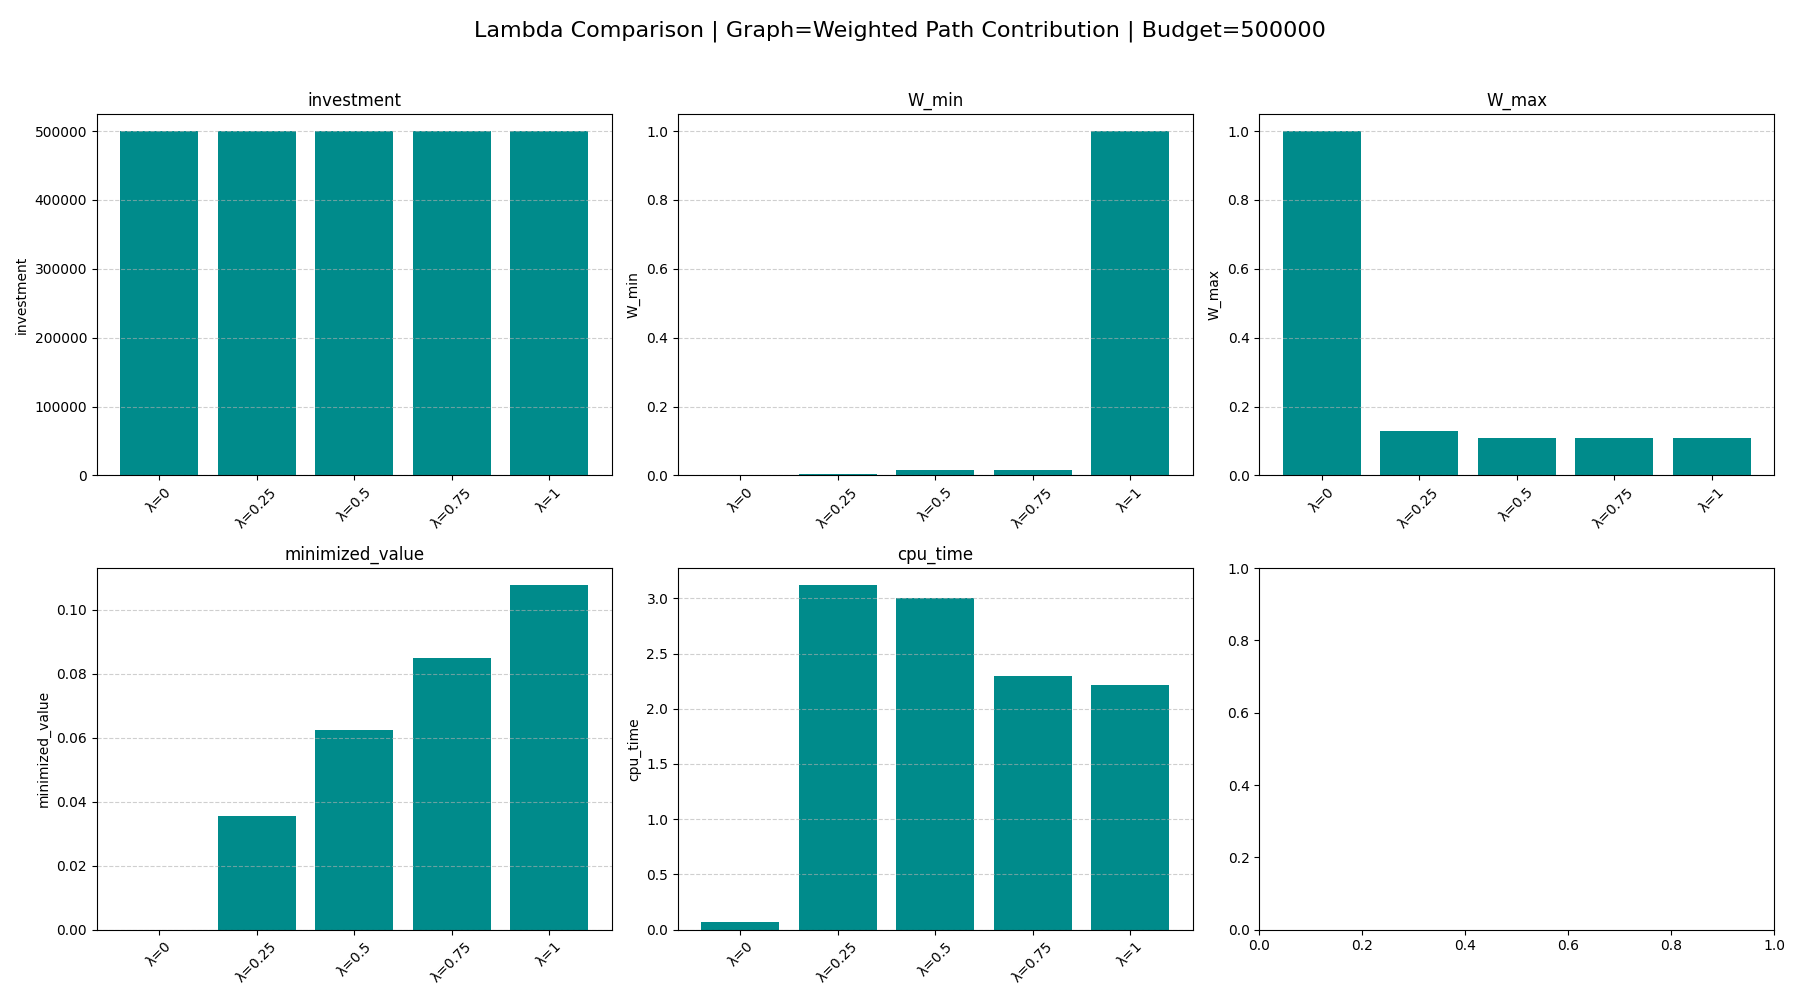 Lambda Comparison | Graph=Weighted Path Contribution | Budget=500000
investment
investment
500000
400000
300000
200000
100000
0
λ=0
λ=0.25
λ=0.5
λ=0.75
λ=1
W_min
W_min
1.0
0.8
0.6
0.4
0.2
0.0
λ=0
λ=0.25
λ=0.5
λ=0.75
λ=1
W_max
W_max
1.0
0.8
0.6
0.4
0.2
0.0
λ=0
λ=0.25
λ=0.5
λ=0.75
λ=1
minimized_value
minimized_value
0.10
0.08
0.06
0.04
0.02
0.00
λ=0
λ=0.25
λ=0.5
λ=0.75
λ=1
cpu_time
cpu_time
3.0
2.5
2.0
1.5
1.0
0.5
0.0
λ=0
λ=0.25
λ=0.5
λ=0.75
λ=1
1.0
0.8
0.6
0.4
0.2
0.0
0.0 0.2 0.4 0.6 0.8 1.0